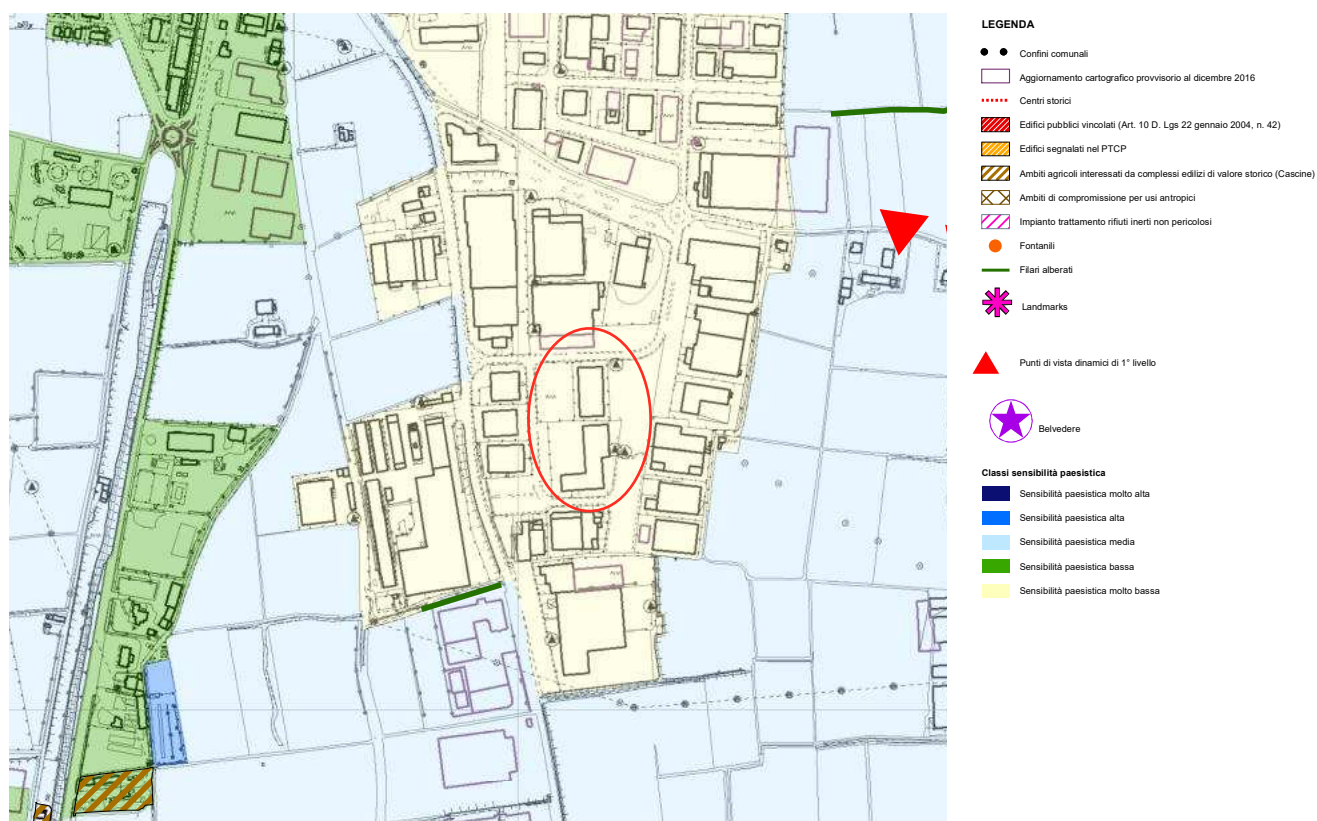 LEGENDA
Confini comunali
Aggiornamento cartografico provvisorio al dicembre 2016
Centri storici
Edifici pubblici vincolati (Art. 10 D. Lgs 22 gennaio 2004, n. 42)
Edifici segnalati nel PTCP
Ambiti agricoli interessati da complessi edilizi di valore storico (Cascine)
Ambiti di compromissione per usi antropici
Impianto trattamento rifiuti inerti non pericolosi
Fontanili
Filari alberati
Landmarks
Punti di vista dinamici di 1° livello
Belvedere
Classi sensibilità paesistica
Sensibilità paesistica molto alta
Sensibilità paesistica alta
Sensibilità paesistica media
Sensibilità paesistica bassa
Sensibilità paesistica molto bassa